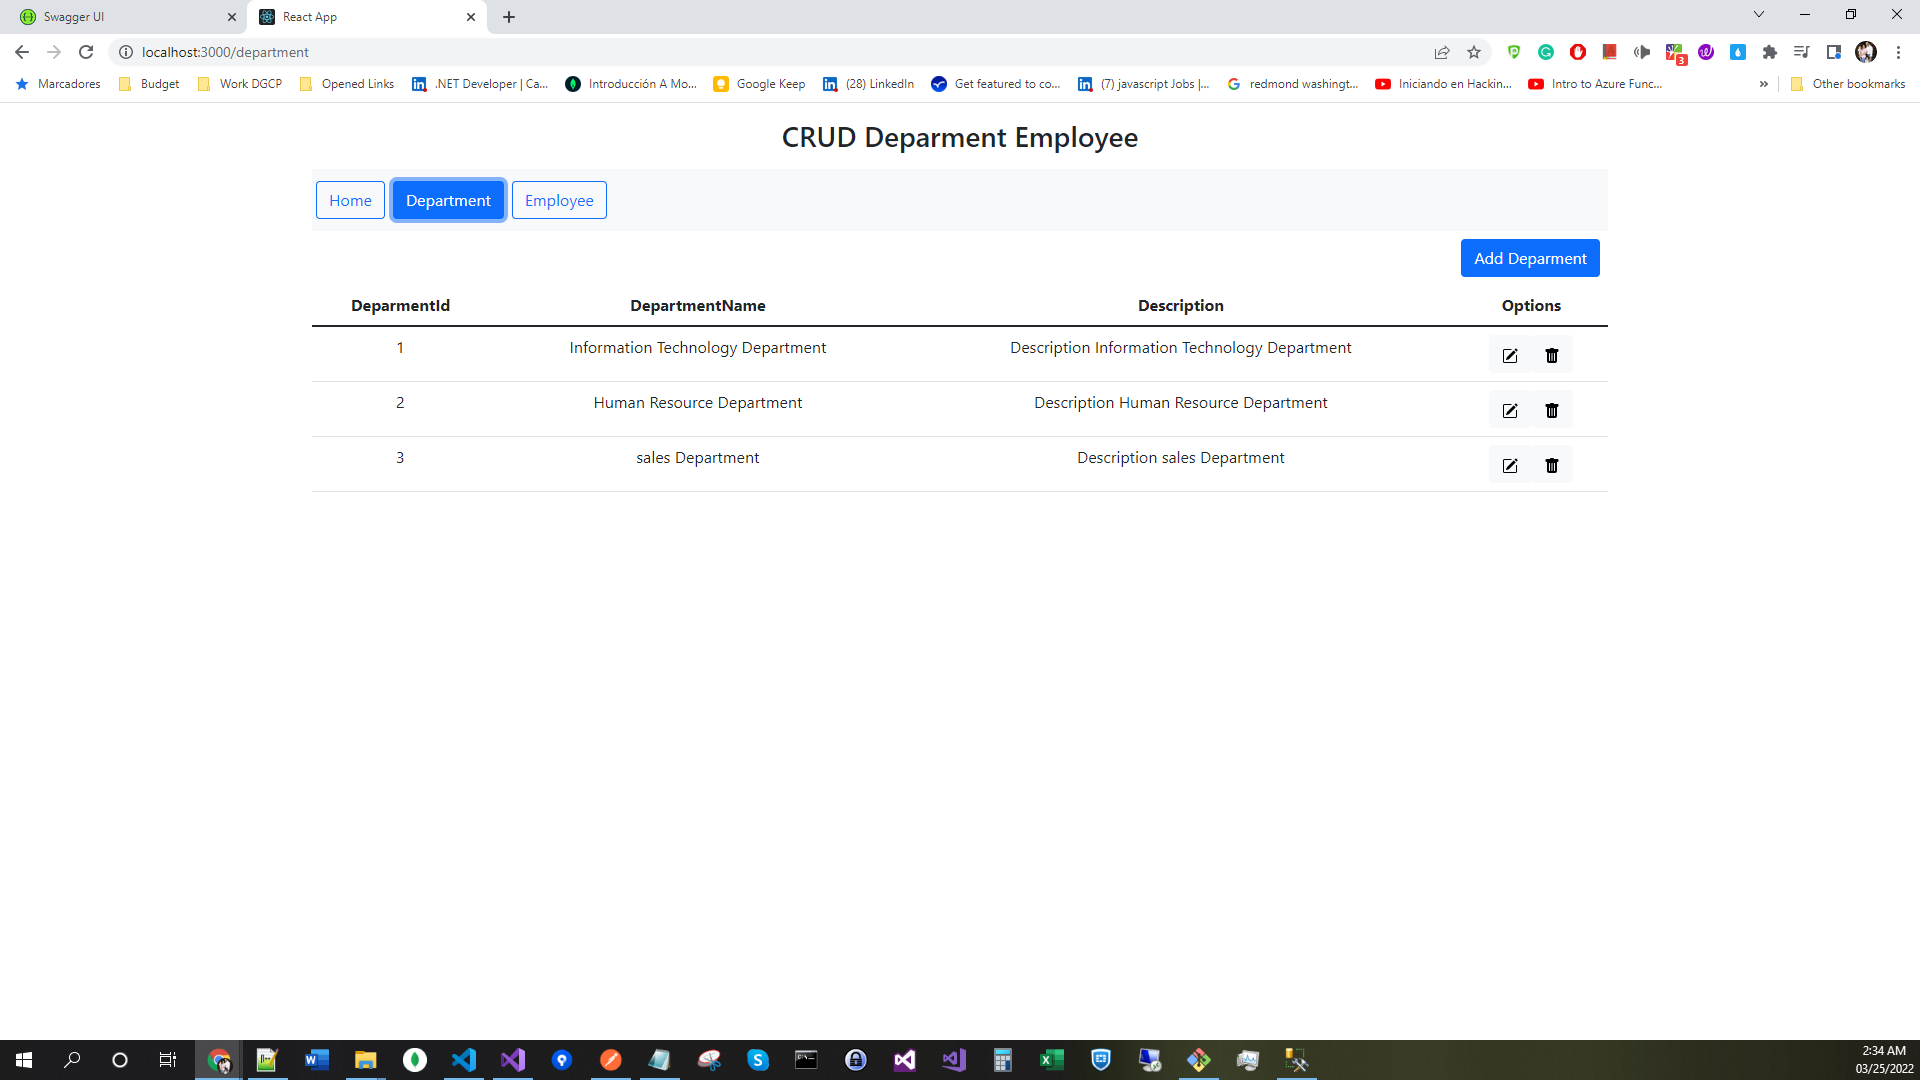 Swagger UI
React App
localhost:3000/department
3
Marcadores
Budget
Work DGCP
Opened Links
.NET Developer | Ca...
Introducción A Mo...
Google Keep
(28) LinkedIn
Get featured to co...
(7) javascript Jobs |...
redmond washingt...
Iniciando en Hackin...
Intro to Azure Func...
»
Other bookmarks
CRUD Deparment Employee
Home Department Employee
Add Deparment
DeparmentId DepartmentName Description Options
1 Information Technology Department Description Information Technology Department
2 Human Resource Department Description Human Resource Department
3 sales Department Description sales Department
2:34 AM
03/25/2022